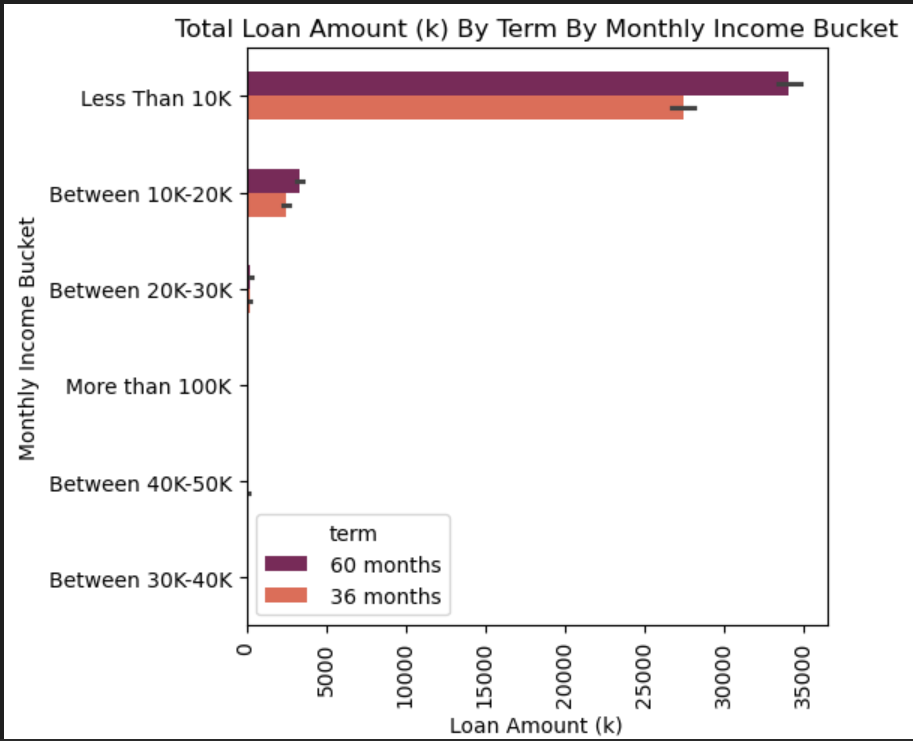 Total Loan Amount (k) By Term By Monthly Income Bucket
Monthly Income Bucket
Less Than 10K
Between 10K-20K
Between 20K-30K
More than 100K
Between 40K-50K
Between 30K-40K
term
60 months
36 months
0
5000
10000
15000
20000
25000
30000
35000
Loan Amount (k)